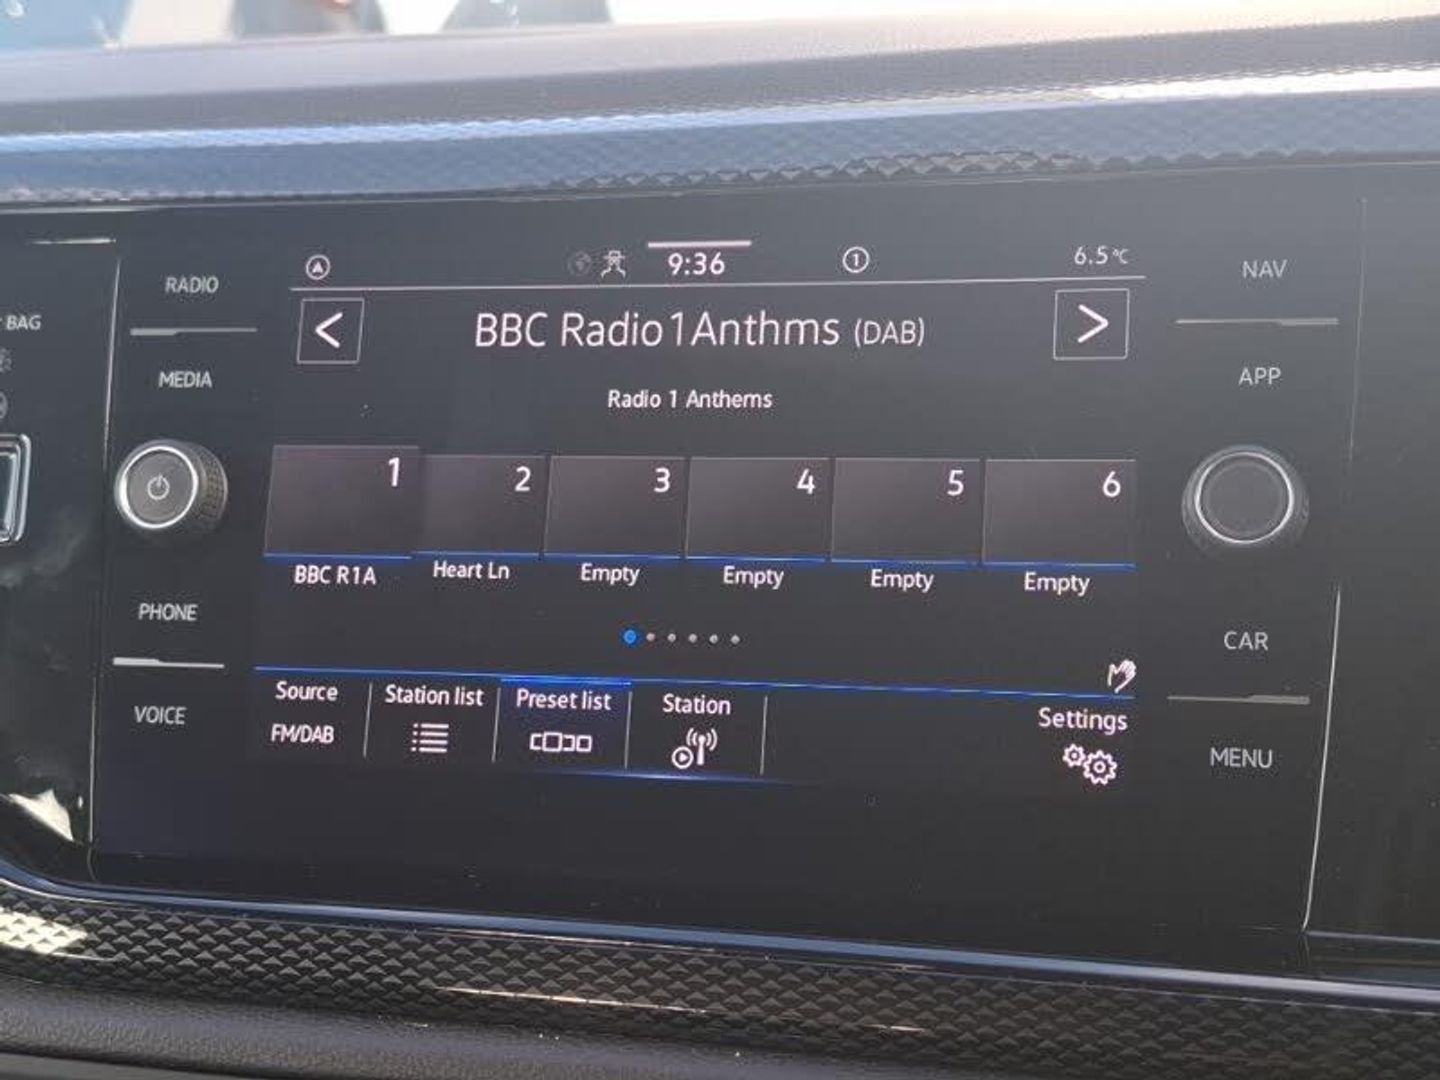 BAG
RADIO
MEDIA
PHONE
VOICE
9:36
1
6.5°C
< BBC Radio1Anthms (DAB) >
Radio 1 Anthems
1 2 3 4 5 6
BBC R1A Heart Ln Empty Empty Empty Empty
Source Station list Preset list Station Settings
FM/DAB
NAV
APP
CAR
MENU